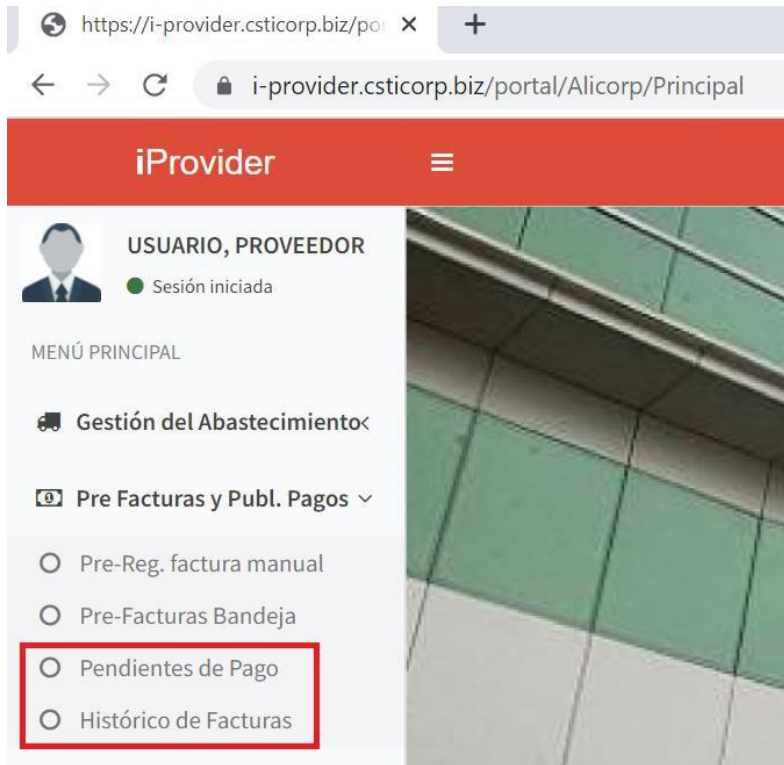 https://i-provider.csticorp.biz/po
i-provider.csticorp.biz/portal/Alicorp/Principal
iProvider
USUARIO, PROVEEDOR
Sesión iniciada
MENÚ PRINCIPAL
Gestión del Abastecimiento
Pre Facturas y Publ. Pagos
Pre-Reg. factura manual
Pre-Facturas Bandeja
Pendientes de Pago
Histórico de Facturas